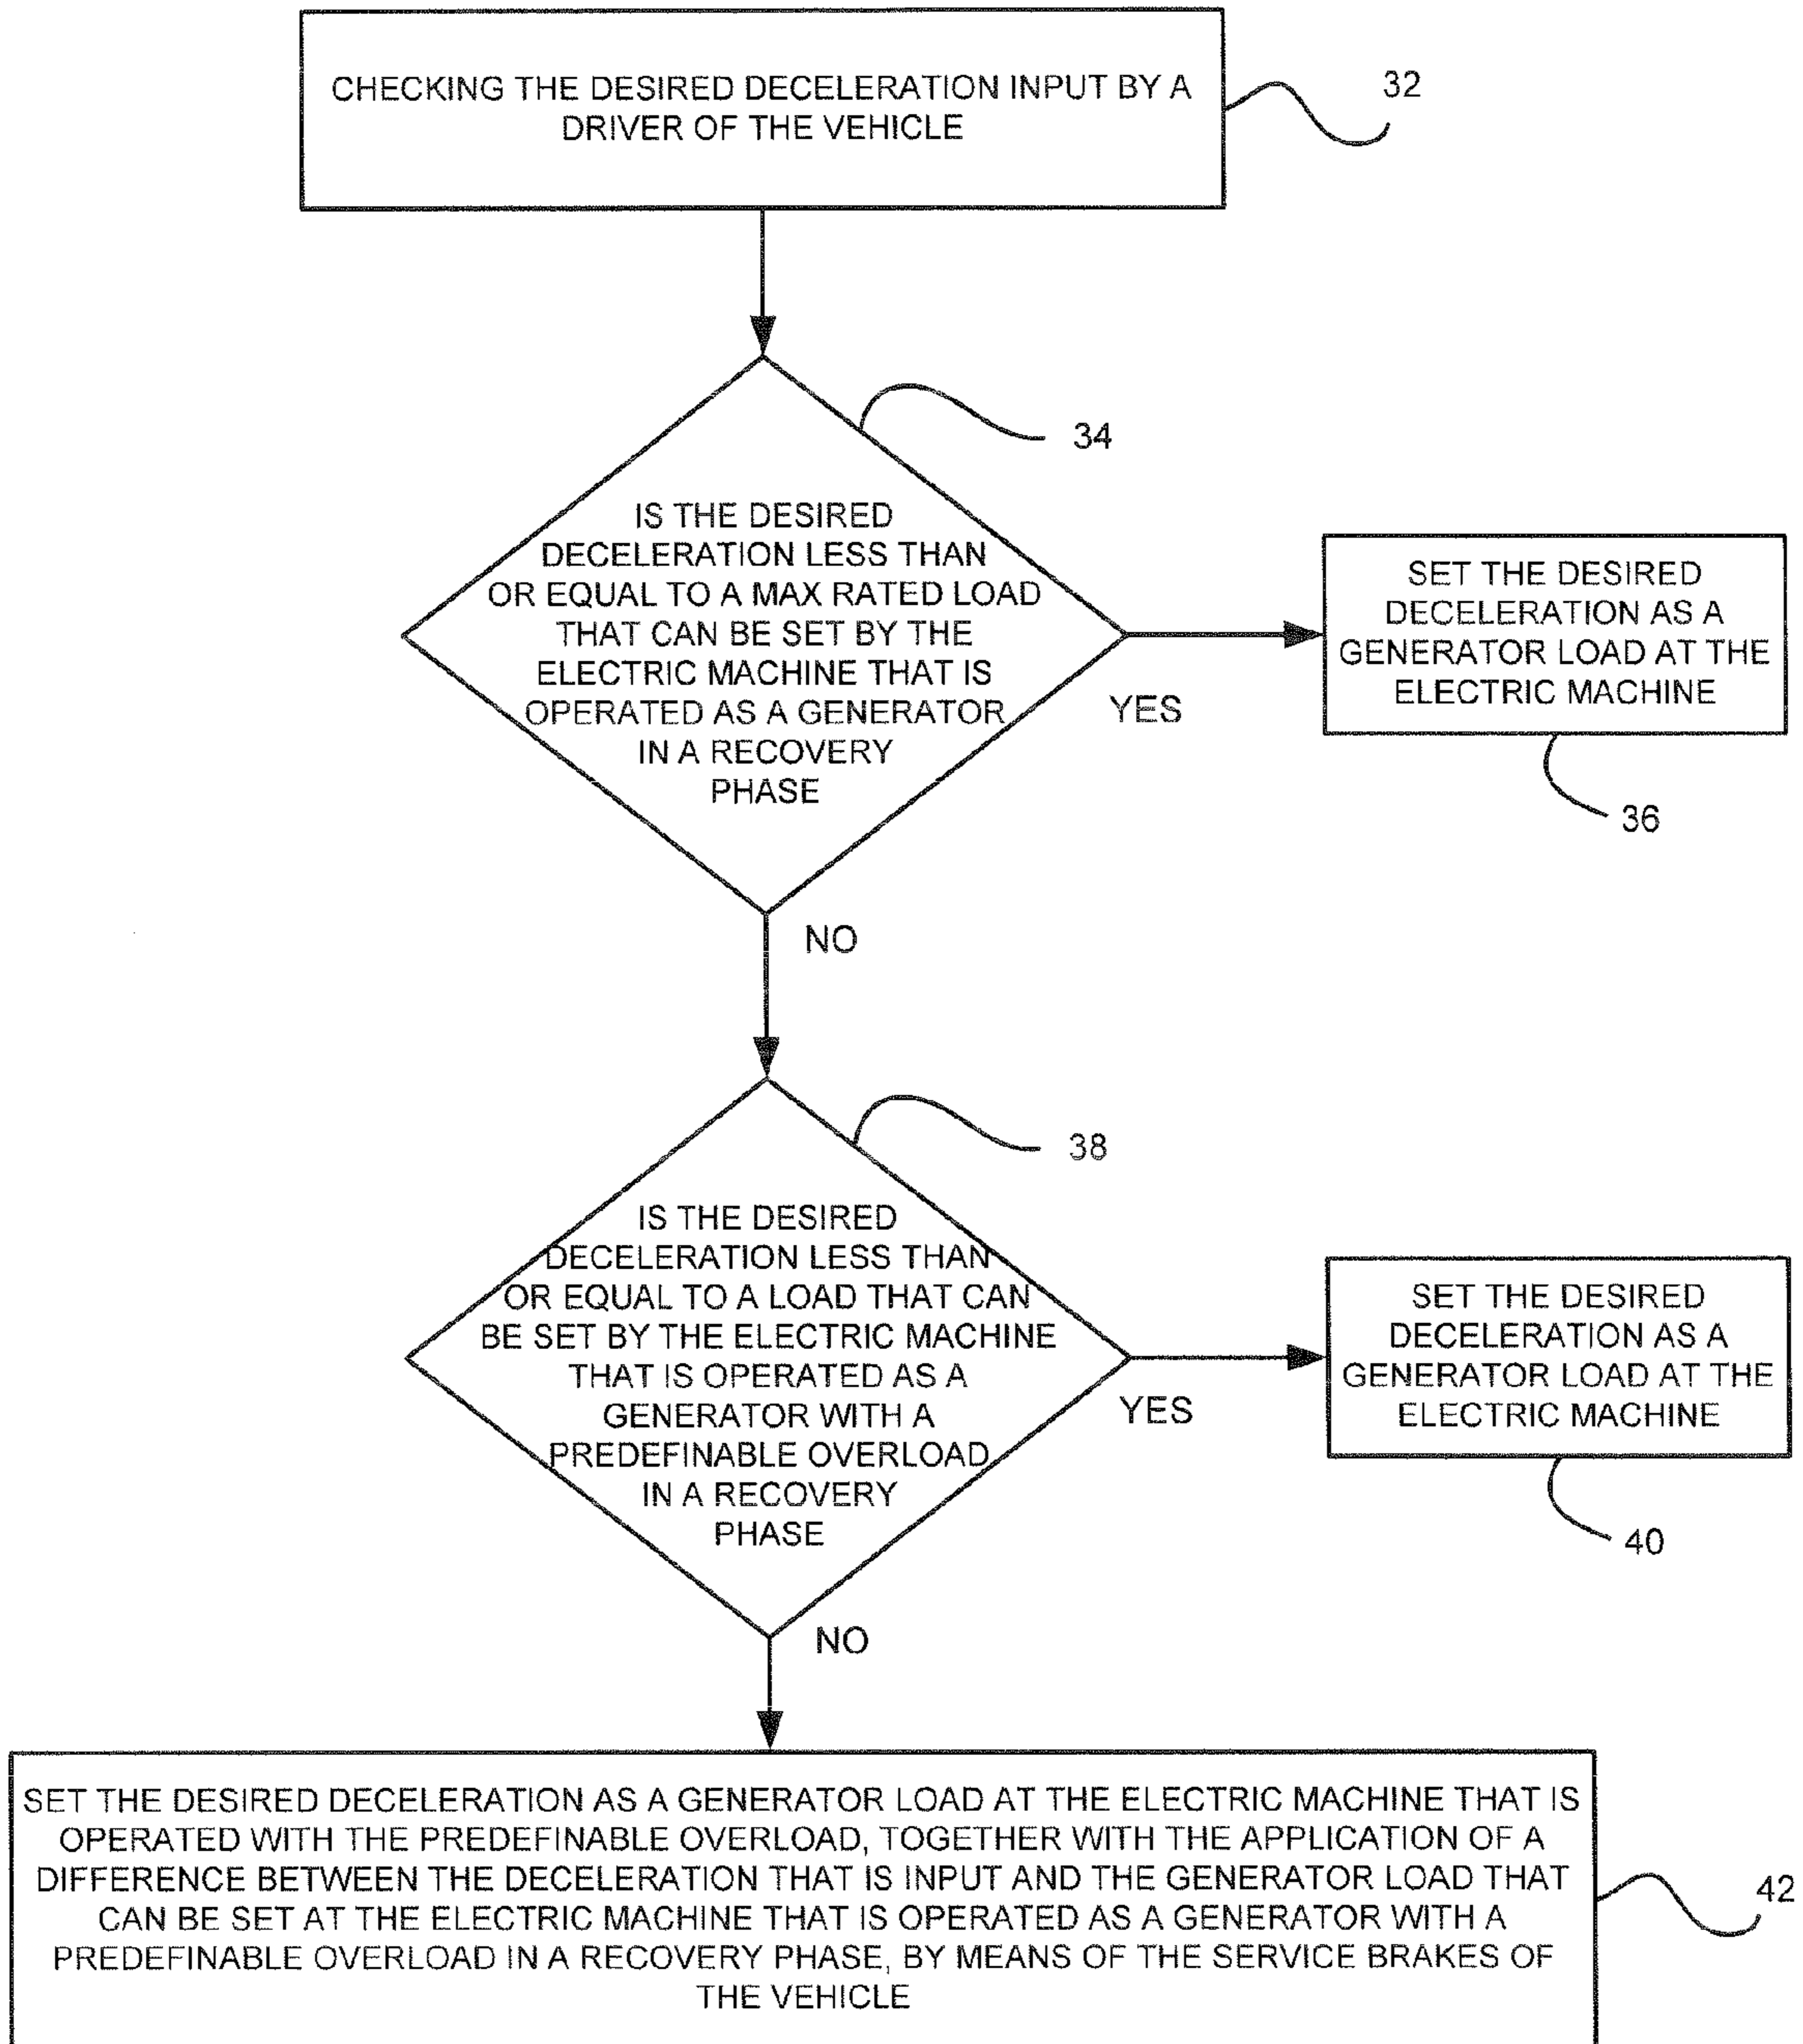 CHECKING THE DESIRED DECELERATION INPUT BY A
DRIVER OF THE VEHICLE
32
34
IS THE DESIRED
DECELERATION LESS THAN
OR EQUAL TO A MAX RATED LOAD
THAT CAN BE SET BY THE
ELECTRIC MACHINE THAT IS
OPERATED AS A GENERATOR
IN A RECOVERY
PHASE
YES
SET THE DESIRED
DECELERATION AS A
GENERATOR LOAD AT THE
ELECTRIC MACHINE
36
NO
38
IS THE DESIRED
DECELERATION LESS THAN
OR EQUAL TO A LOAD THAT CAN
BE SET BY THE ELECTRIC MACHINE
THAT IS OPERATED AS A
GENERATOR WITH A
PREDEFINABLE OVERLOAD
IN A RECOVERY
PHASE
YES
SET THE DESIRED
DECELERATION AS A
GENERATOR LOAD AT THE
ELECTRIC MACHINE
40
NO
SET THE DESIRED DECELERATION AS A GENERATOR LOAD AT THE ELECTRIC MACHINE THAT IS
OPERATED WITH THE PREDEFINABLE OVERLOAD, TOGETHER WITH THE APPLICATION OF A
DIFFERENCE BETWEEN THE DECELERATION THAT IS INPUT AND THE GENERATOR LOAD THAT
CAN BE SET AT THE ELECTRIC MACHINE THAT IS OPERATED AS A GENERATOR WITH A
PREDEFINABLE OVERLOAD IN A RECOVERY PHASE, BY MEANS OF THE SERVICE BRAKES OF
THE VEHICLE
42